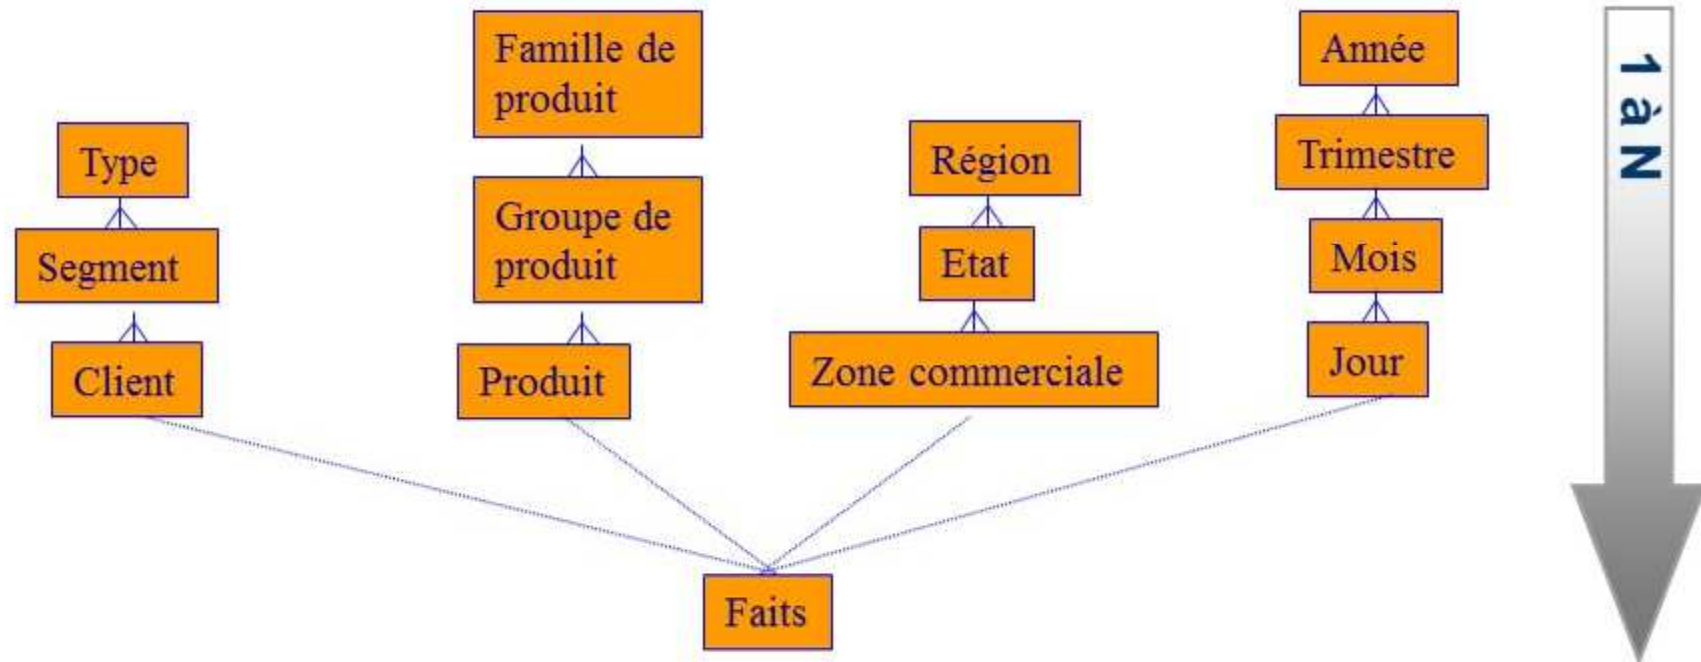 Famille de
produit
Année
Type
Région
Trimestre
Groupe de
produit
Segment
Etat
Mois
Client
Produit
Zone commerciale
Jour
Faits
1 à N